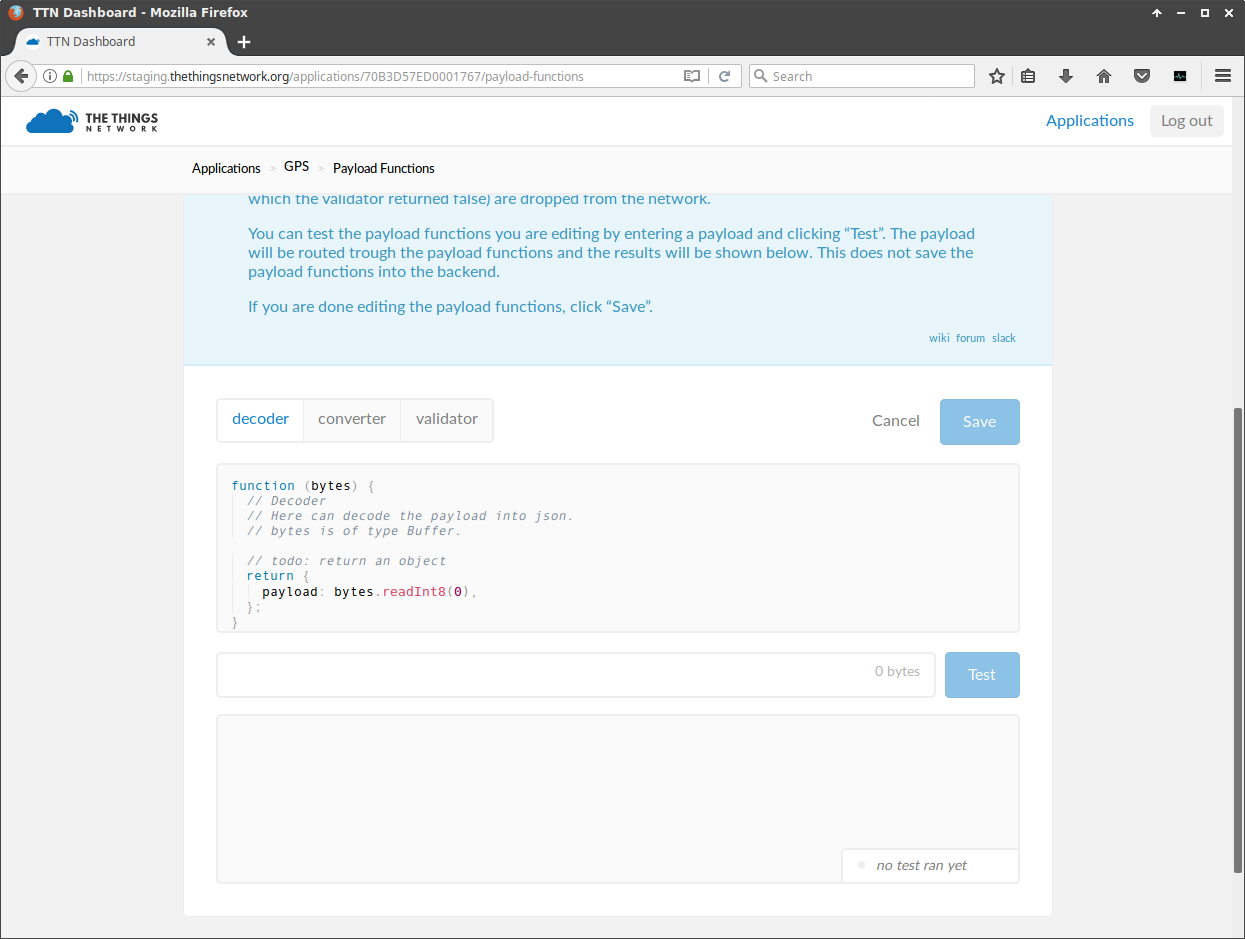 TTN Dashboard - Mozilla Firefox
TTN Dashboard
https://staging.thethingsnetwork.org/applications/70B3D57ED0001767/payload-functions
Search
THE THINGS
NETWORK
Applications
Log out
Applications > GPS > Payload Functions
which the validator returned false) are dropped from the network.
You can test the payload functions you are editing by entering a payload and clicking “Test”. The payload
will be routed trough the payload functions and the results will be shown below. This does not save the
payload functions into the backend.
If you are done editing the payload functions, click “Save”.
wiki forum slack
decoder converter validator
Cancel
Save
function (bytes) {
  // Decoder
  // Here can decode the payload into json.
  // bytes is of type Buffer.
  // todo: return an object
  return {
    payload: bytes.readInt8(0),
  };
}
0 bytes
Test
no test ran yet